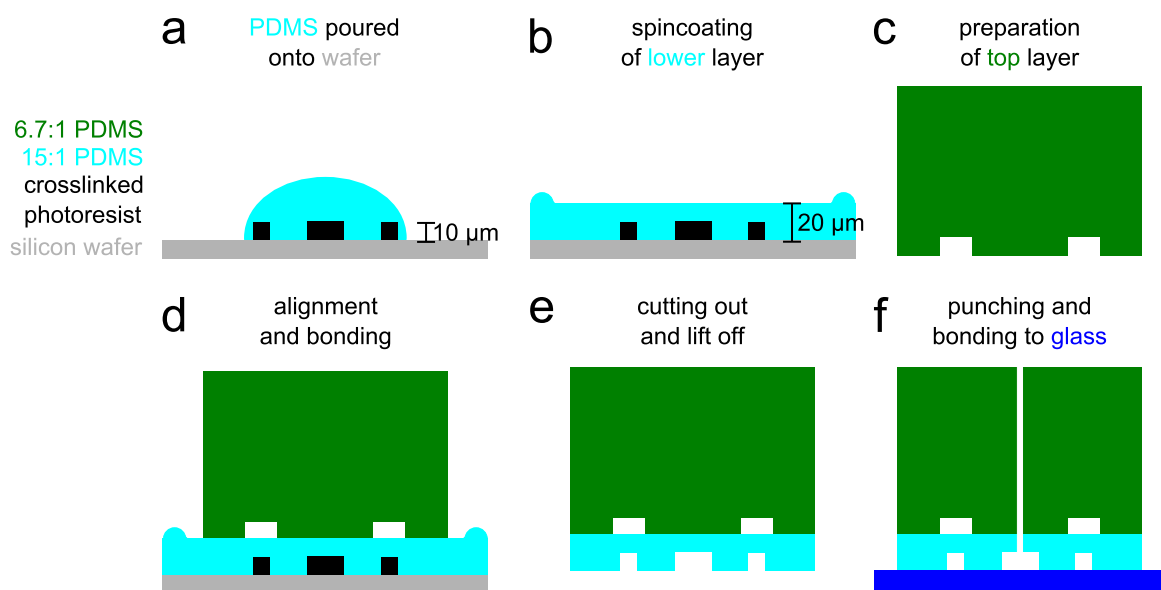 a
PDMS poured
onto wafer
b
spincoating
of lower layer
c
preparation
of top layer
6.7:1 PDMS
15:1 PDMS
crosslinked
photoresist
silicon wafer
10 µm
20 µm
d
alignment
and bonding
e
cutting out
and lift off
f
punching and
bonding to glass